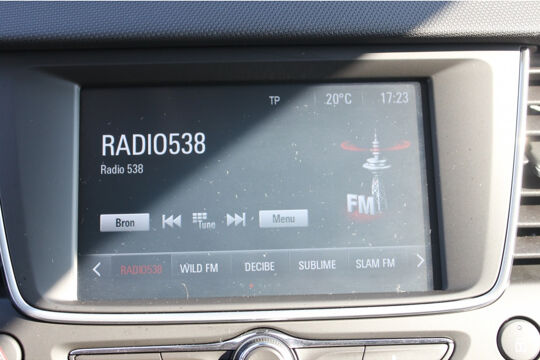 TP 20°C 17:23
RADIO538
Radio 538
FM
Bron Tune Menu
RADIO538 WILD FM DECIBE SUBLIME SLAM FM